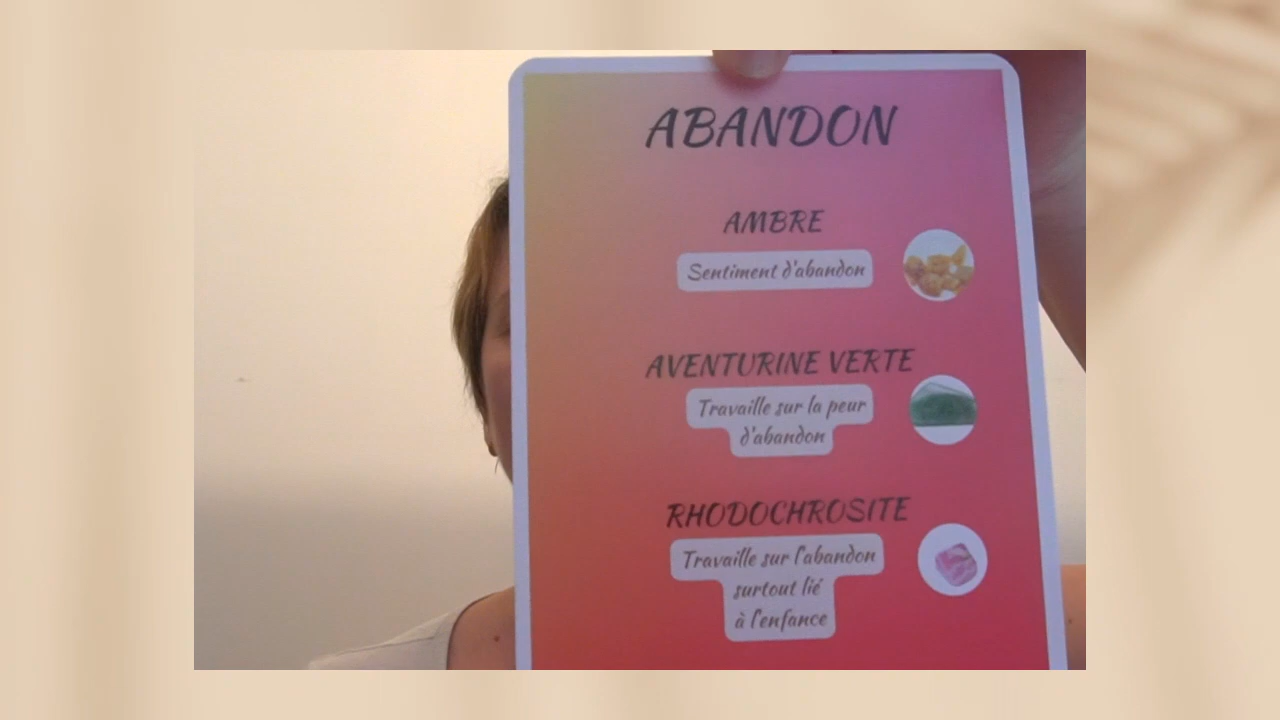 ABANDON
AMBRE
Sentiment d'abandon
AVENTURINE VERTE
Travaille sur la peur
d'abandon
RHODOCHROSITE
Travaille sur l'abandon
surtout lié
à l'enfance